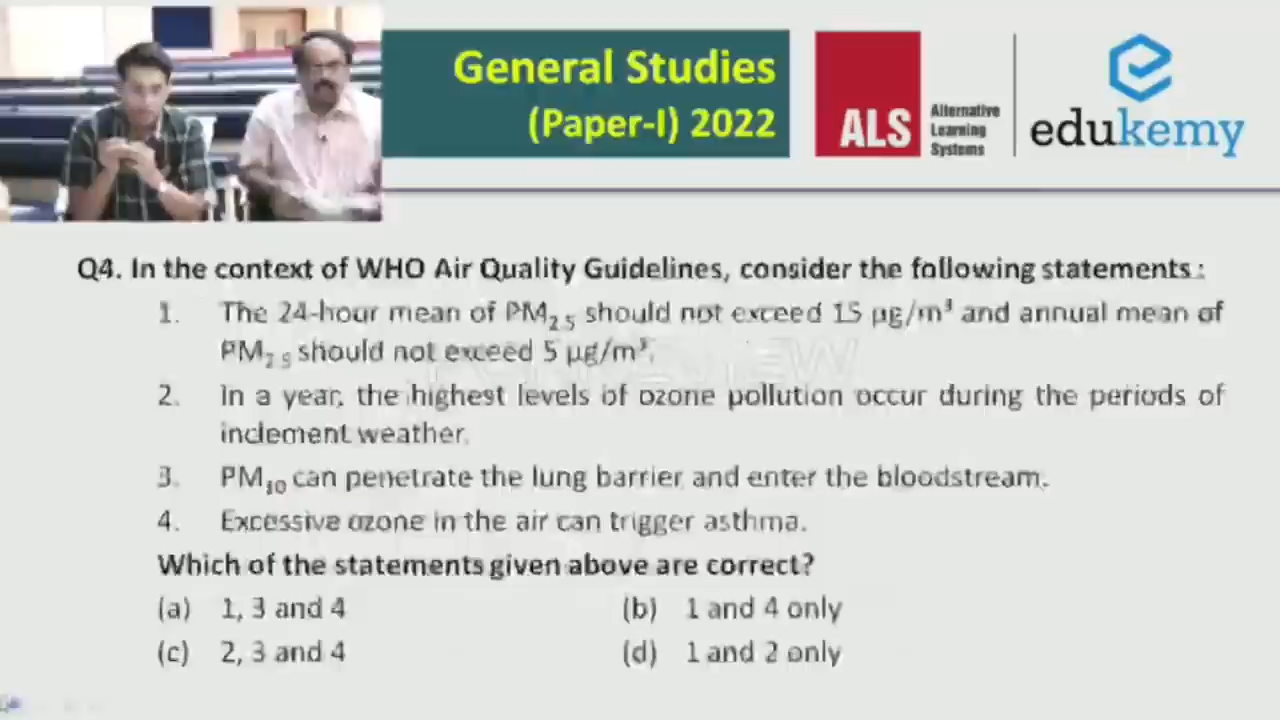 General Studies
(Paper-I) 2022
ALS
Alternative
Learning
Systems
edukemy
Q4. In the context of WHO Air Quality Guidelines, consider the following statements :
1. The 24-hour mean of PM₂.₅ should not exceed 15 µg/m³ and annual mean of
PM₂.₅ should not exceed 5 µg/m³.
2. In a year, the highest levels of ozone pollution occur during the periods of
inclement weather.
3. PM₁₀ can penetrate the lung barrier and enter the bloodstream.
4. Excessive ozone in the air can trigger asthma.
Which of the statements given above are correct?
(a) 1, 3 and 4 (b) 1 and 4 only
(c) 2, 3 and 4 (d) 1 and 2 only